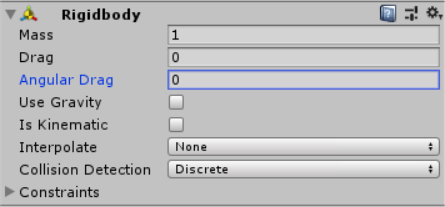 Rigidbody
Mass 1
Drag 0
Angular Drag 0
Use Gravity
Is Kinematic
Interpolate None
Collision Detection Discrete
Constraints